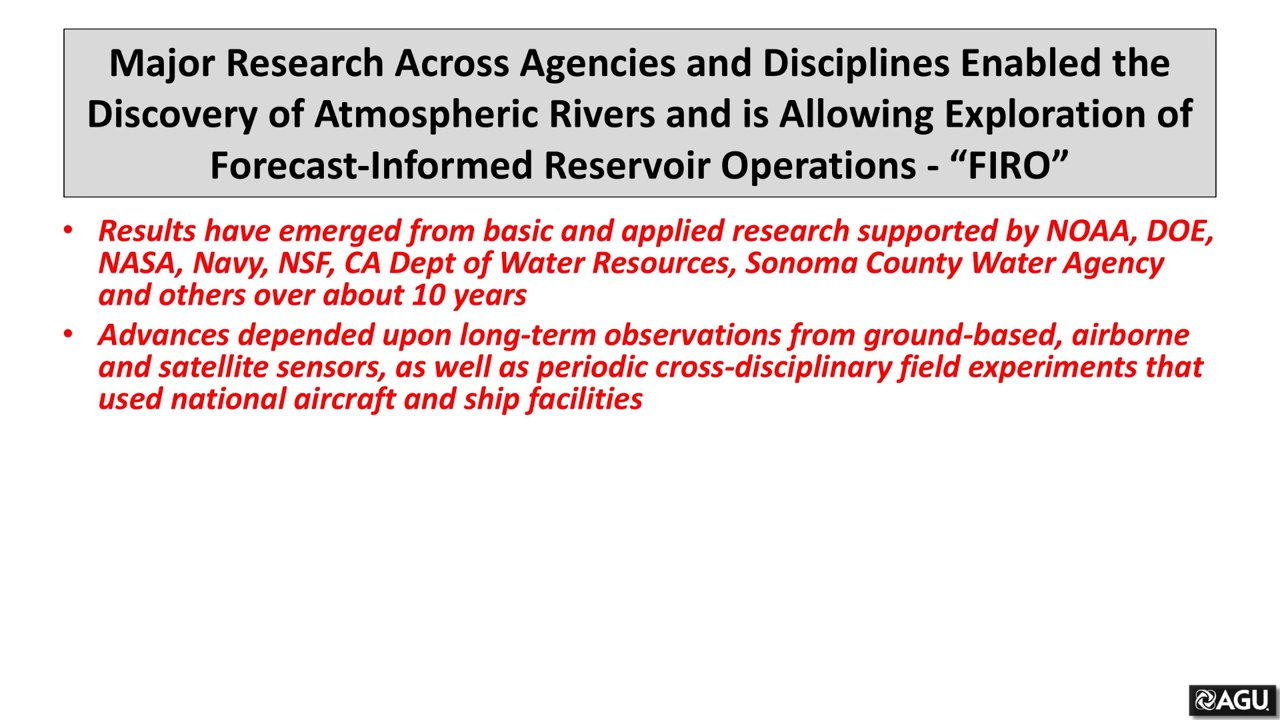 Major Research Across Agencies and Disciplines Enabled the
Discovery of Atmospheric Rivers and is Allowing Exploration of
Forecast-Informed Reservoir Operations - “FIRO”
• Results have emerged from basic and applied research supported by NOAA, DOE,
NASA, Navy, NSF, CA Dept of Water Resources, Sonoma County Water Agency
and others over about 10 years
• Advances depended upon long-term observations from ground-based, airborne
and satellite sensors, as well as periodic cross-disciplinary field experiments that
used national aircraft and ship facilities
AGU